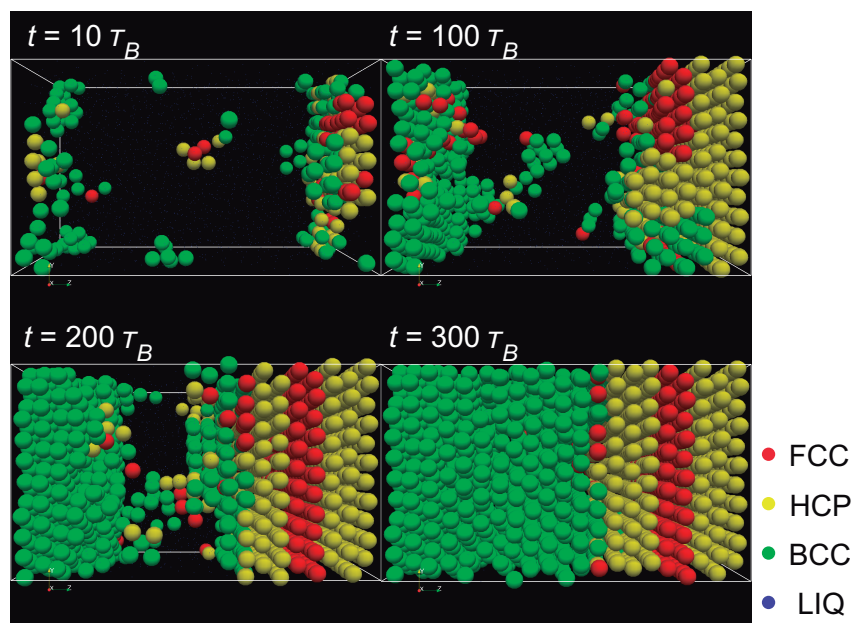 t = 10 τB
t = 100 τB
t = 200 τB
t = 300 τB
FCC
HCP
BCC
LIQ